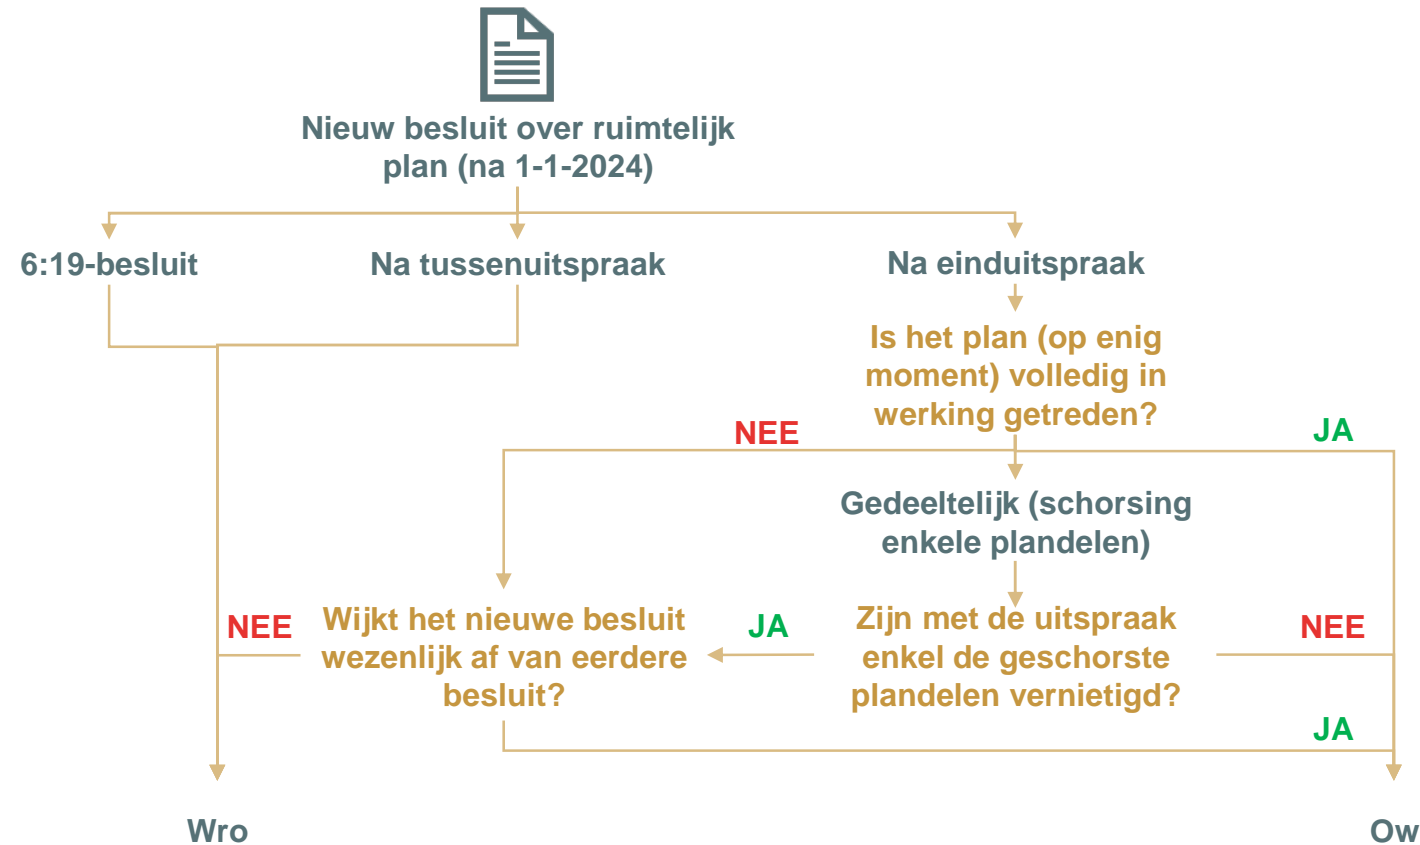 Nieuw besluit over ruimtelijk
plan (na 1-1-2024)
6:19-besluit
Na tussenuitspraak
Na einduitspraak
Is het plan (op enig
moment) volledig in
werking getreden?
NEE
JA
Gedeeltelijk (schorsing
enkele plandelen)
NEE
Wijkt het nieuwe besluit
wezenlijk af van eerdere
besluit?
JA
Zijn met de uitspraak
enkel de geschorste
plandelen vernietigd?
NEE
JA
Wro
Ow